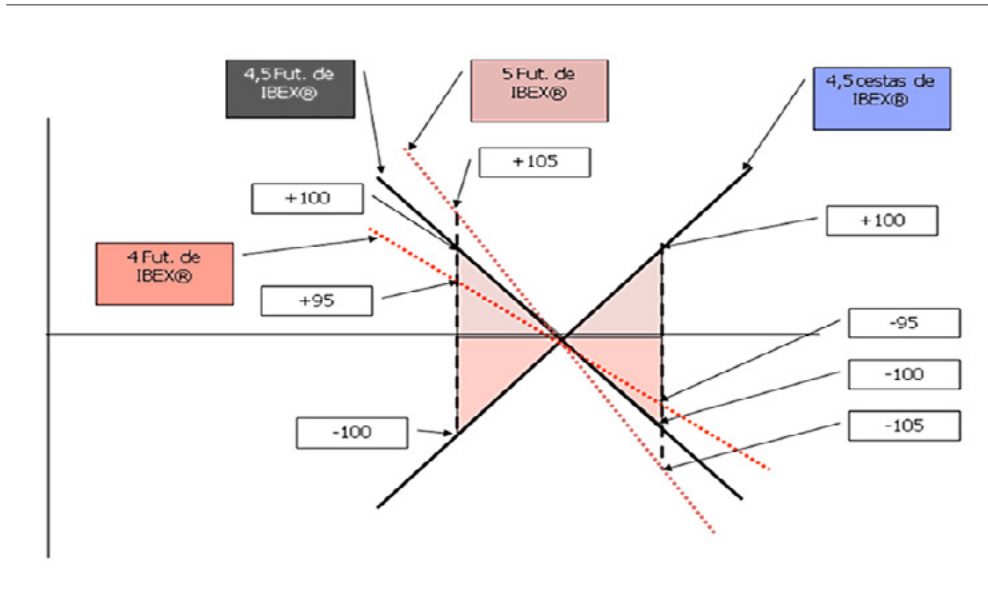 4,5 Fut. de
IBEX®
5 Fut. de
IBEX®
4,5 cestas de
IBEX®
+105
+100
+100
4 Fut. de
IBEX®
+95
-95
-100
-105
-100